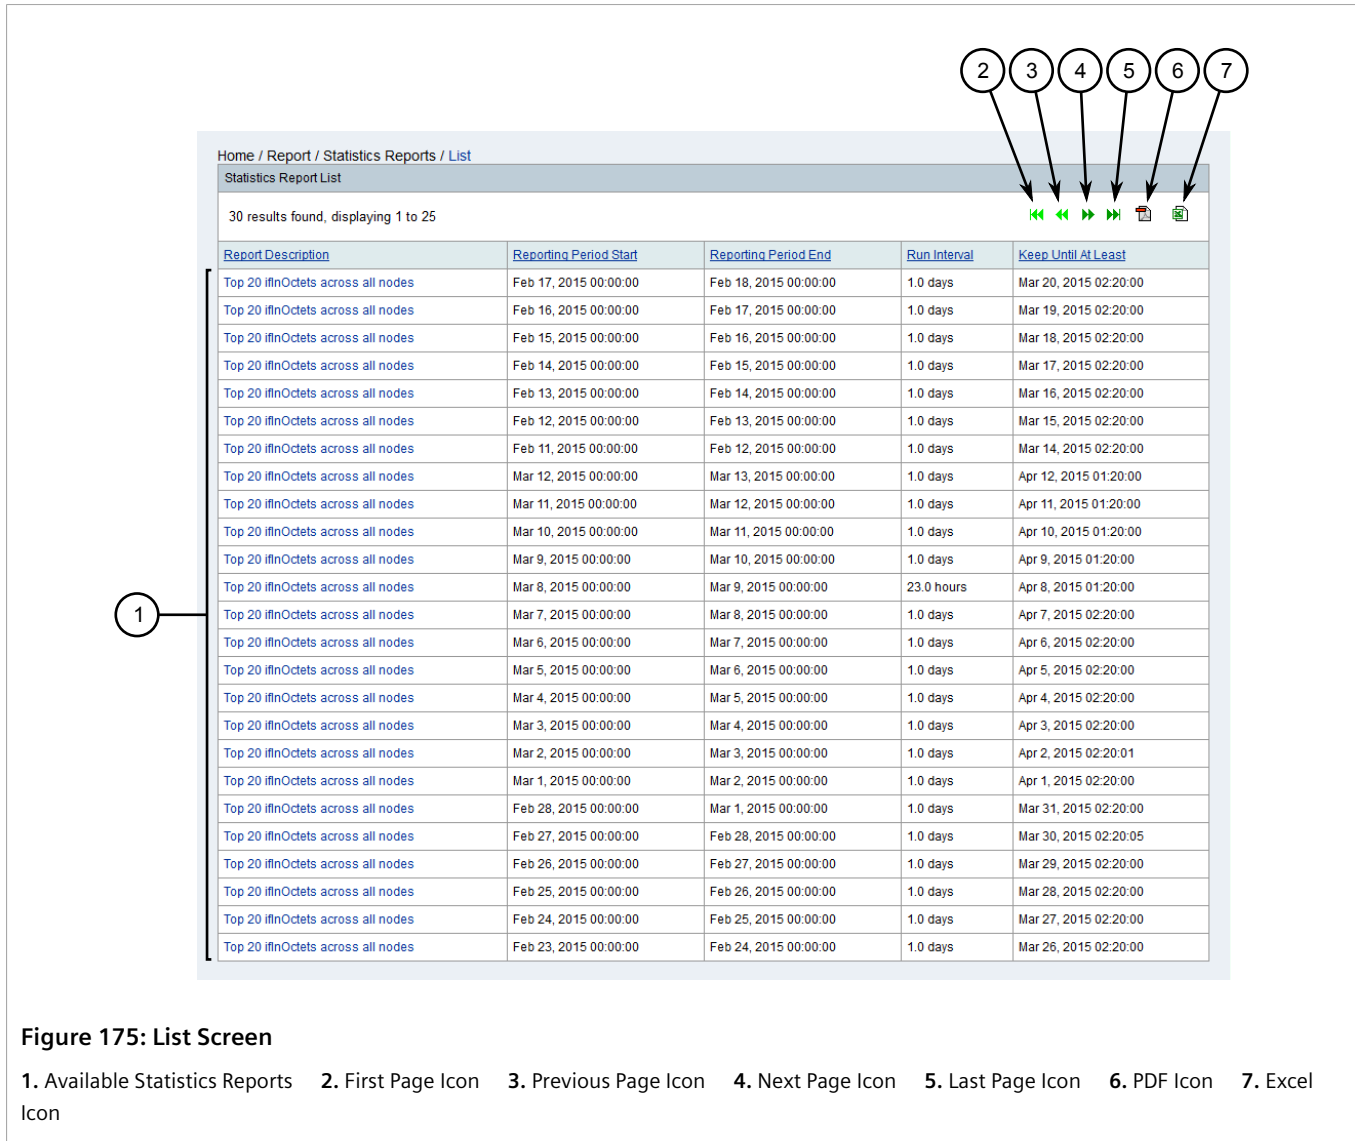 2 3 4 5 6 7
Home / Report / Statistics Reports / List
Statistics Report List
30 results found, displaying 1 to 25
Report Description Reporting Period Start Reporting Period End Run Interval Keep Until At Least
Top 20 ifInOctets across all nodes Feb 17, 2015 00:00:00 Feb 18, 2015 00:00:00 1.0 days Mar 20, 2015 02:20:00
Top 20 ifInOctets across all nodes Feb 16, 2015 00:00:00 Feb 17, 2015 00:00:00 1.0 days Mar 19, 2015 02:20:00
Top 20 ifInOctets across all nodes Feb 15, 2015 00:00:00 Feb 16, 2015 00:00:00 1.0 days Mar 18, 2015 02:20:00
Top 20 ifInOctets across all nodes Feb 14, 2015 00:00:00 Feb 15, 2015 00:00:00 1.0 days Mar 17, 2015 02:20:00
Top 20 ifInOctets across all nodes Feb 13, 2015 00:00:00 Feb 14, 2015 00:00:00 1.0 days Mar 16, 2015 02:20:00
Top 20 ifInOctets across all nodes Feb 12, 2015 00:00:00 Feb 13, 2015 00:00:00 1.0 days Mar 15, 2015 02:20:00
Top 20 ifInOctets across all nodes Feb 11, 2015 00:00:00 Feb 12, 2015 00:00:00 1.0 days Mar 14, 2015 02:20:00
Top 20 ifInOctets across all nodes Mar 12, 2015 00:00:00 Mar 13, 2015 00:00:00 1.0 days Apr 12, 2015 01:20:00
Top 20 ifInOctets across all nodes Mar 11, 2015 00:00:00 Mar 12, 2015 00:00:00 1.0 days Apr 11, 2015 01:20:00
Top 20 ifInOctets across all nodes Mar 10, 2015 00:00:00 Mar 11, 2015 00:00:00 1.0 days Apr 10, 2015 01:20:00
Top 20 ifInOctets across all nodes Mar 9, 2015 00:00:00 Mar 10, 2015 00:00:00 1.0 days Apr 9, 2015 01:20:00
Top 20 ifInOctets across all nodes Mar 8, 2015 00:00:00 Mar 9, 2015 00:00:00 23.0 hours Apr 8, 2015 01:20:00
1 Top 20 ifInOctets across all nodes Mar 7, 2015 00:00:00 Mar 8, 2015 00:00:00 1.0 days Apr 7, 2015 02:20:00
Top 20 ifInOctets across all nodes Mar 6, 2015 00:00:00 Mar 7, 2015 00:00:00 1.0 days Apr 6, 2015 02:20:00
Top 20 ifInOctets across all nodes Mar 5, 2015 00:00:00 Mar 6, 2015 00:00:00 1.0 days Apr 5, 2015 02:20:00
Top 20 ifInOctets across all nodes Mar 4, 2015 00:00:00 Mar 5, 2015 00:00:00 1.0 days Apr 4, 2015 02:20:00
Top 20 ifInOctets across all nodes Mar 3, 2015 00:00:00 Mar 4, 2015 00:00:00 1.0 days Apr 3, 2015 02:20:00
Top 20 ifInOctets across all nodes Mar 2, 2015 00:00:00 Mar 3, 2015 00:00:00 1.0 days Apr 2, 2015 02:20:01
Top 20 ifInOctets across all nodes Mar 1, 2015 00:00:00 Mar 2, 2015 00:00:00 1.0 days Apr 1, 2015 02:20:00
Top 20 ifInOctets across all nodes Feb 28, 2015 00:00:00 Mar 1, 2015 00:00:00 1.0 days Mar 31, 2015 02:20:00
Top 20 ifInOctets across all nodes Feb 27, 2015 00:00:00 Feb 28, 2015 00:00:00 1.0 days Mar 30, 2015 02:20:05
Top 20 ifInOctets across all nodes Feb 26, 2015 00:00:00 Feb 27, 2015 00:00:00 1.0 days Mar 29, 2015 02:20:00
Top 20 ifInOctets across all nodes Feb 25, 2015 00:00:00 Feb 26, 2015 00:00:00 1.0 days Mar 28, 2015 02:20:00
Top 20 ifInOctets across all nodes Feb 24, 2015 00:00:00 Feb 25, 2015 00:00:00 1.0 days Mar 27, 2015 02:20:00
Top 20 ifInOctets across all nodes Feb 23, 2015 00:00:00 Feb 24, 2015 00:00:00 1.0 days Mar 26, 2015 02:20:00
Figure 175: List Screen
1. Available Statistics Reports 2. First Page Icon 3. Previous Page Icon 4. Next Page Icon 5. Last Page Icon 6. PDF Icon 7. Excel
Icon